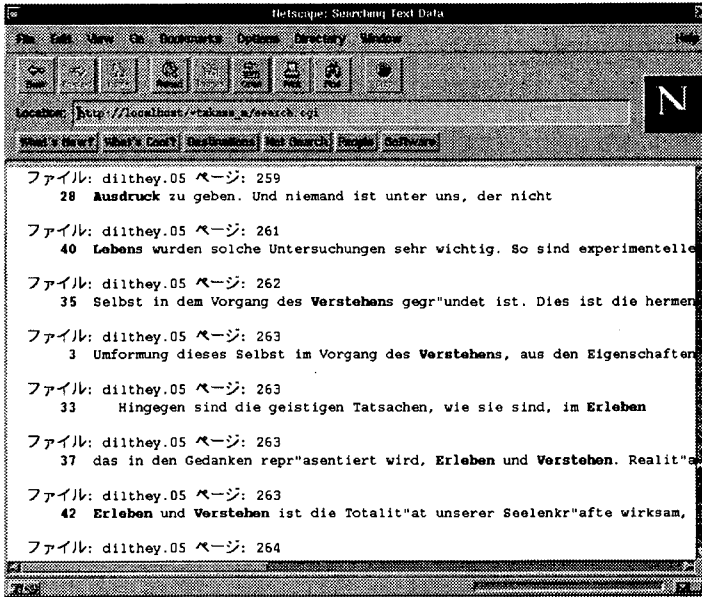 Netscape: Searching Text Data
File Edit View Go Bookmarks Options Directory Window Help
Location: http://localhost/~takasa_m/search.cgi
What's New? What's Cool? Destinations Net Search People Software
N
ファイル: dilthey.05 ページ: 259
28 Ausdruck zu geben. Und niemand ist unter uns, der nicht
ファイル: dilthey.05 ページ: 261
40 Lebens wurden solche Untersuchungen sehr wichtig. So sind experimentelle
ファイル: dilthey.05 ページ: 262
35 Selbst in dem Vorgang des Verstehens gegr"undet ist. Dies ist die hermen
ファイル: dilthey.05 ページ: 263
3 Umformung dieses Selbst im Vorgang des Verstehens, aus den Eigenschaften
ファイル: dilthey.05 ページ: 263
33 Hingegen sind die geistigen Tatsachen, wie sie sind, im Erleben
ファイル: dilthey.05 ページ: 263
37 das in den Gedanken repr"asentiert wird, Erleben und Verstehen. Realit"a
ファイル: dilthey.05 ページ: 263
42 Erleben und Verstehen ist die Totalit"at unserer Seelenkr"afte wirksam,
ファイル: dilthey.05 ページ: 264